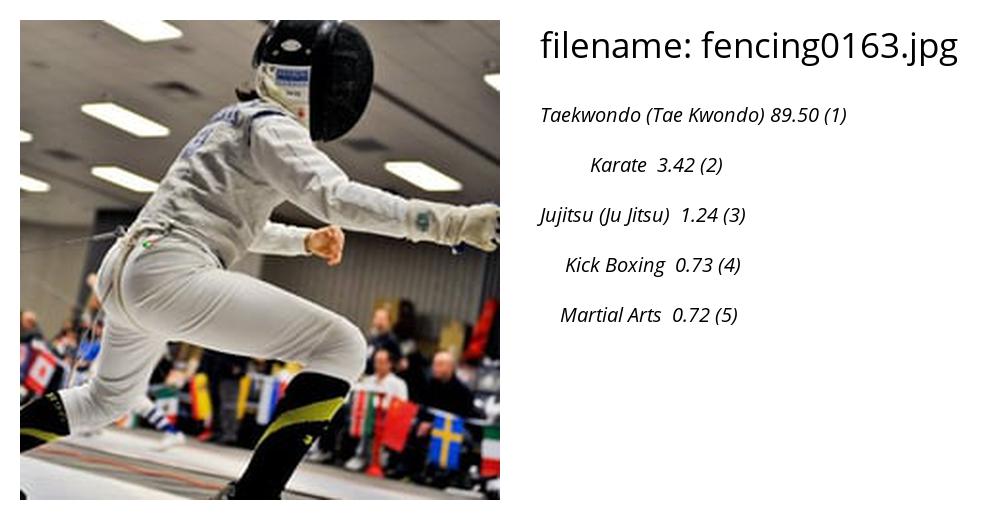 filename: fencing0163.jpg
Taekwondo (Tae Kwondo) 89.50 (1)
Karate 3.42 (2)
Jujitsu (Ju Jitsu) 1.24 (3)
Kick Boxing 0.73 (4)
Martial Arts 0.72 (5)